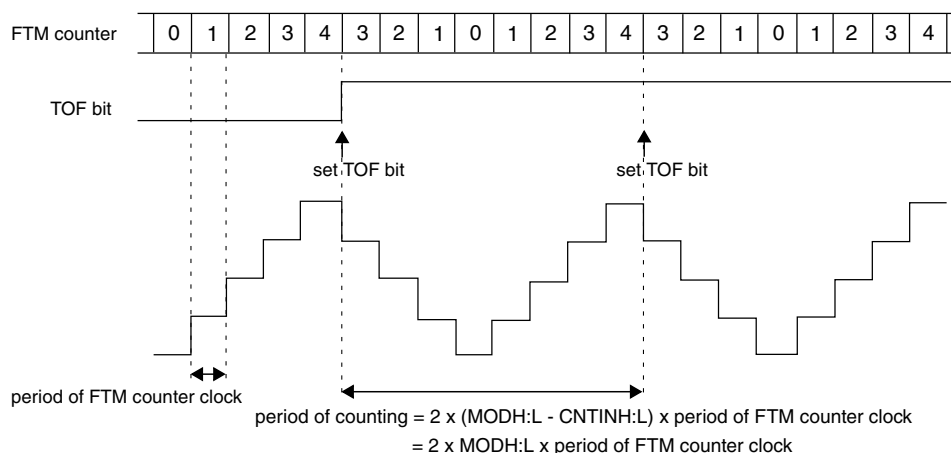 FTM counter 0 1 2 3 4 3 2 1 0 1 2 3 4 3 2 1 0 1 2 3 4
TOF bit
set TOF bit set TOF bit
period of FTM counter clock
period of counting = 2 x (MODH:L - CNTINH:L) x period of FTM counter clock
= 2 x MODH:L x period of FTM counter clock